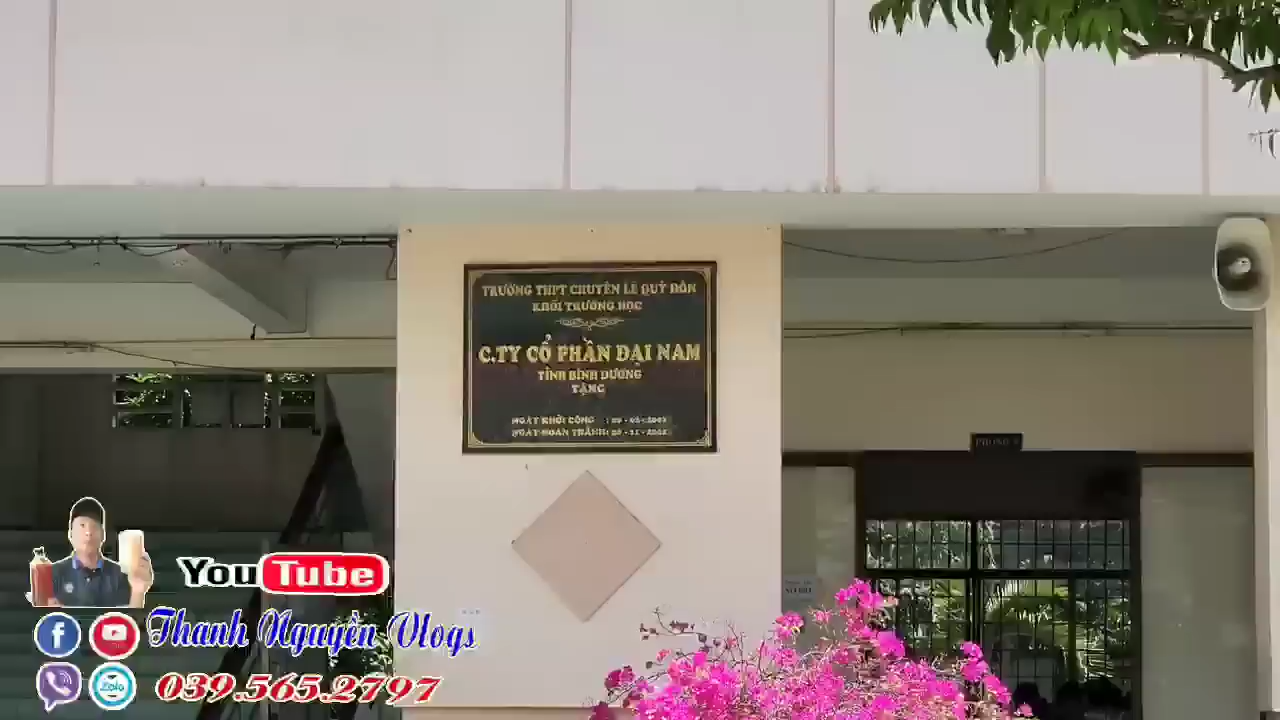 TRƯỜNG THPT CHUYÊN LÊ QUÝ ĐÔN
KHỐI TRƯỜNG HỌC
C.TY CỔ PHẦN ĐẠI NAM
TỈNH BÌNH DƯƠNG
TẶNG
NGÀY KHỞI CÔNG :
NGÀY HOÀN THÀNH:
YouTube
Thanh Nguyễn Vlogs
Zalo
039.565.2797